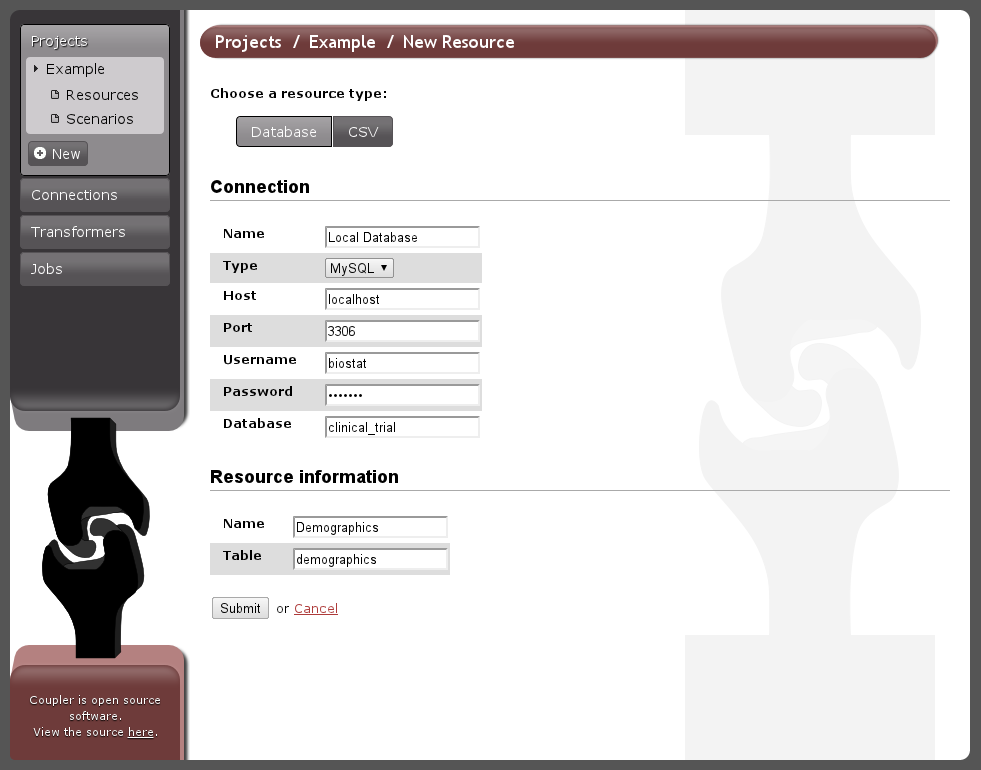 Projects
Example
Resources
Scenarios
New
Connections
Transformers
Jobs
Coupler is open source
software.
View the source here.
Projects / Example / New Resource
Choose a resource type:
Database CSV
Connection
Name Local Database
Type MySQL
Host localhost
Port 3306
Username biostat
Password •••••••
Database clinical_trial
Resource information
Name Demographics
Table demographics
Submit or Cancel